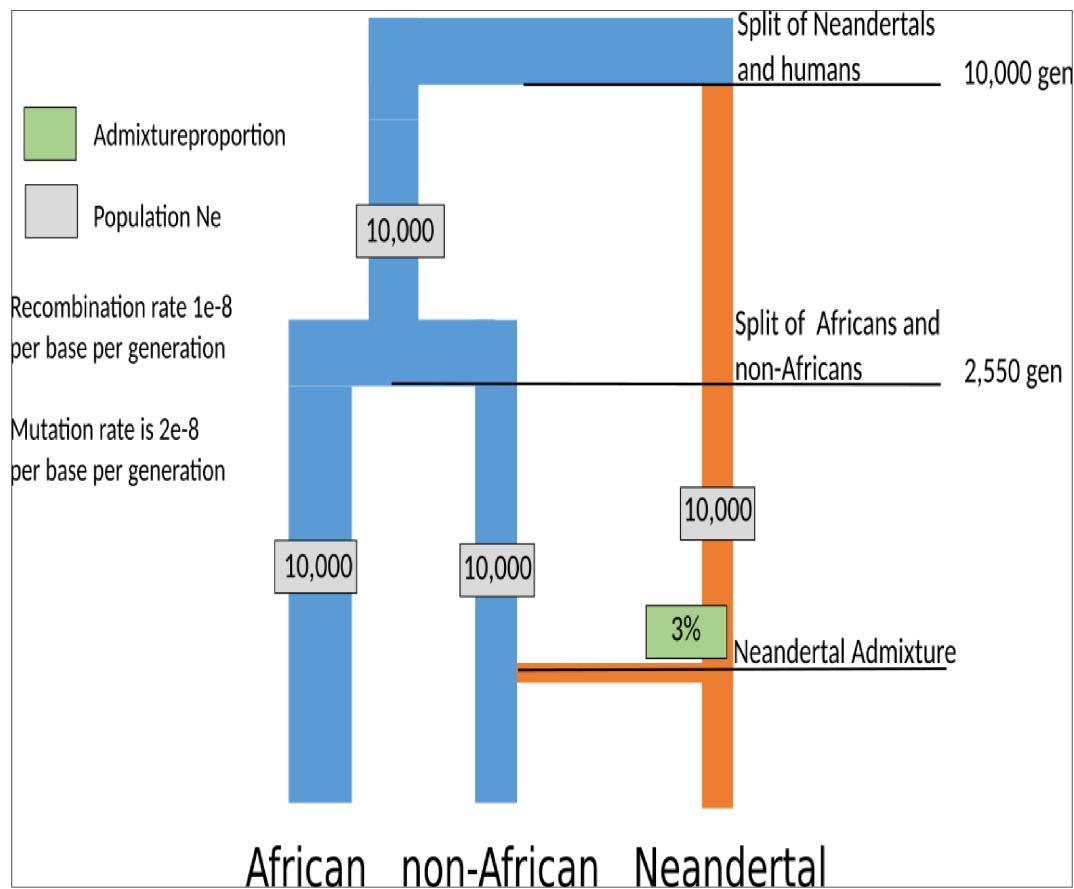 Split of Neandertals
and humans
10,000 gen
Admixtureproportion
Population Ne
10,000
Recombination rate 1e-8
per base per generation
Split of Africans and
non-Africans
2,550 gen
Mutation rate is 2e-8
per base per generation
10,000
10,000
10,000
3%
Neandertal Admixture
African
non-African
Neandertal